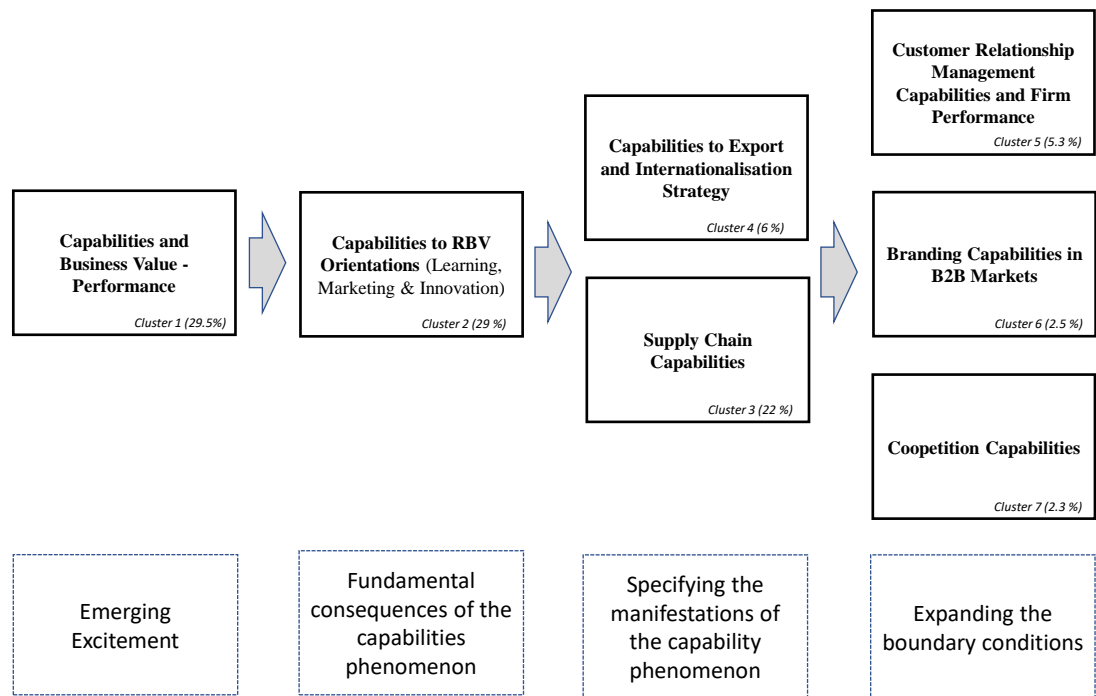 Capabilities and
Business Value -
Performance
Cluster 1 (29.5%)
Capabilities to RBV
Orientations (Learning,
Marketing & Innovation)
Cluster 2 (29 %)
Capabilities to Export
and Internationalisation
Strategy
Cluster 4 (6 %)
Supply Chain
Capabilities
Cluster 3 (22 %)
Customer Relationship
Management
Capabilities and Firm
Performance
Cluster 5 (5.3 %)
Branding Capabilities in
B2B Markets
Cluster 6 (2.5 %)
Coopetition Capabilities
Cluster 7 (2.3 %)
Emerging
Excitement
Fundamental
consequences of the
capabilities
phenomenon
Specifying the
manifestations of
the capability
phenomenon
Expanding the
boundary conditions